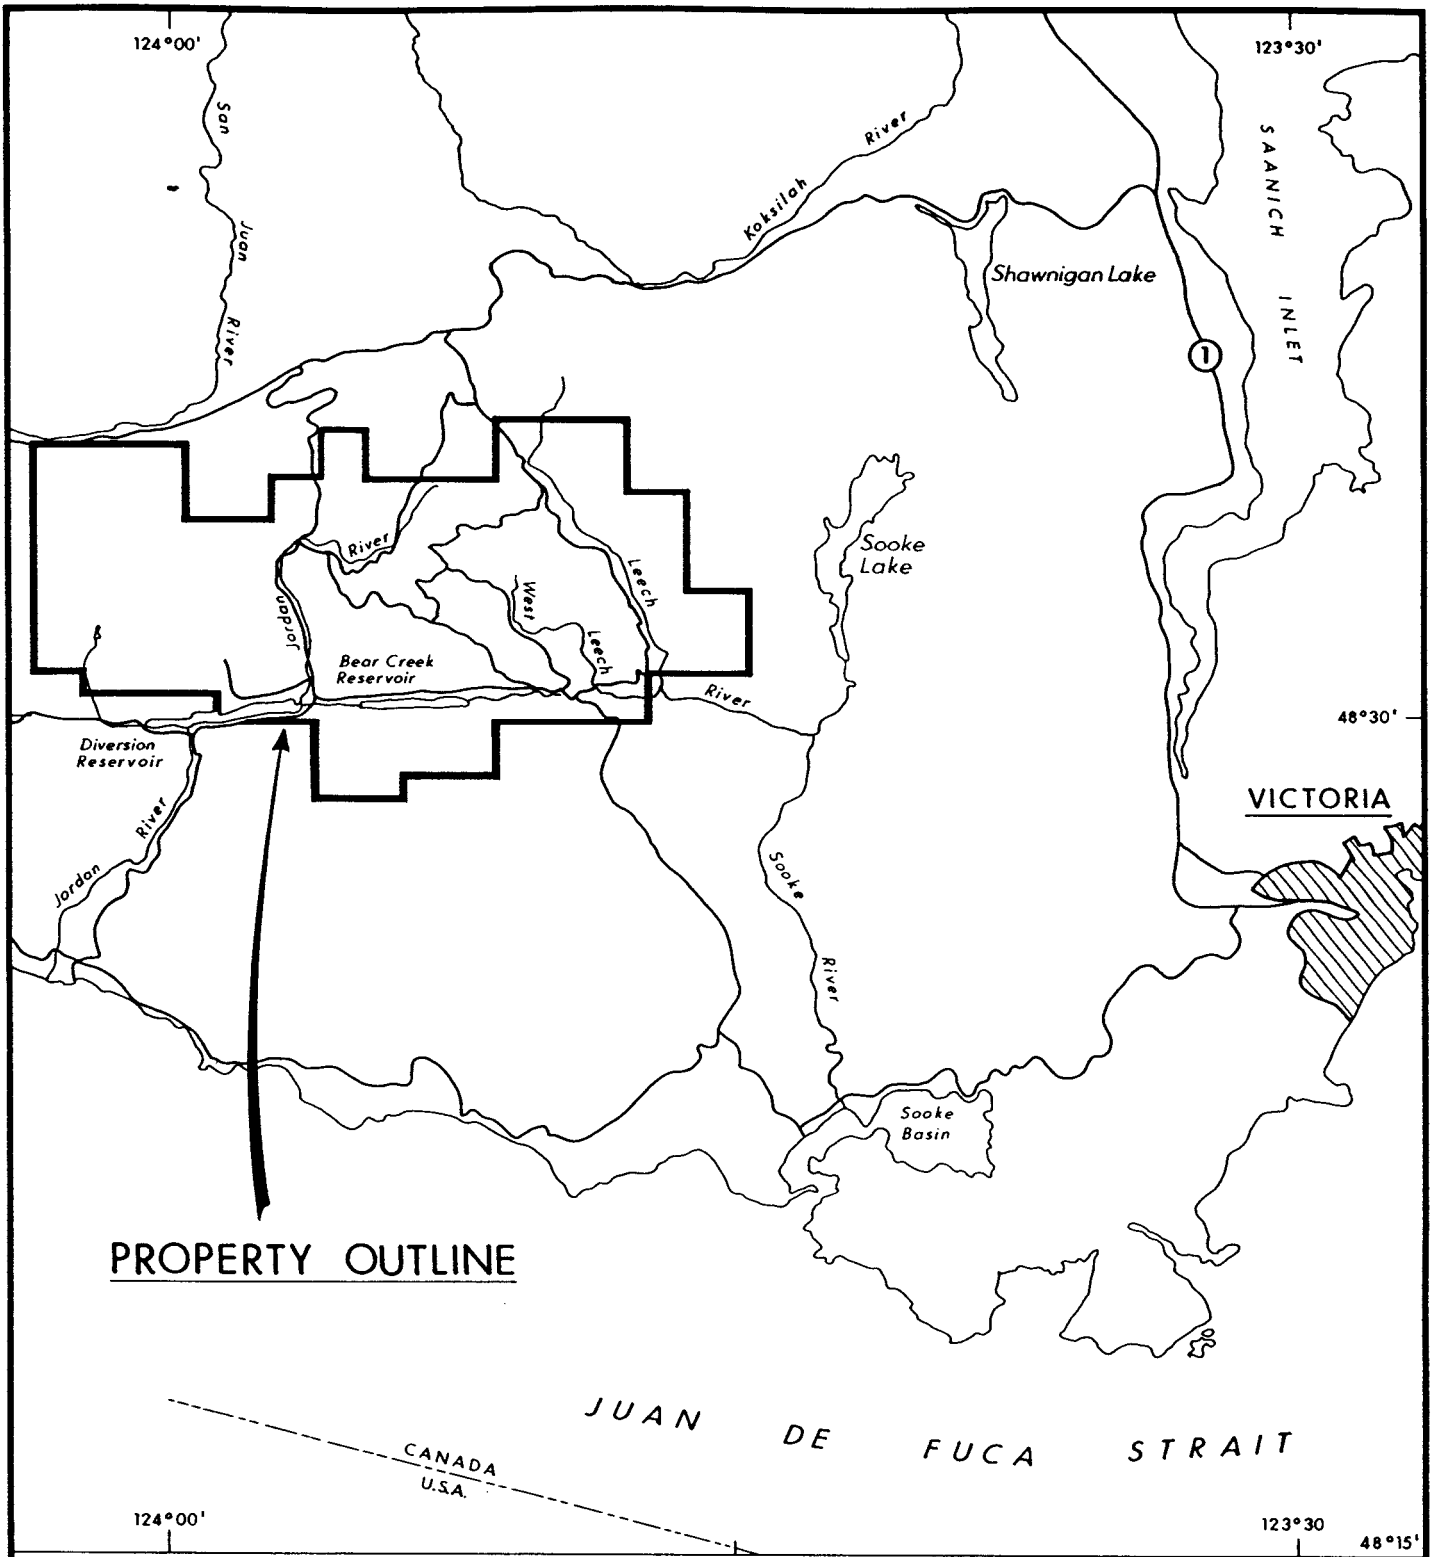 124°00'
123°30'
San
Juan
River
Koksilah River
SAANICH
INLET
Shawnigan Lake
1
River
Jordan
West
Leech
Leech
River
Sooke
Lake
Bear Creek
Reservoir
Diversion
Reservoir
48°30'
VICTORIA
Jordan River
Sooke
River
Sooke
Basin
PROPERTY OUTLINE
JUAN DE FUCA STRAIT
CANADA
U.S.A.
124°00'
123°30
48°15'